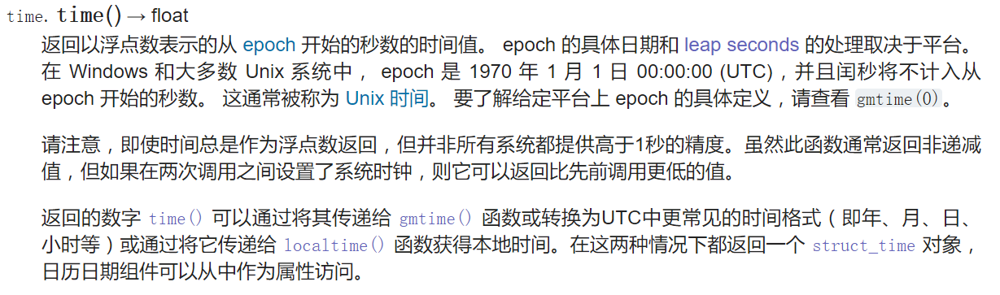 time. time() → float
返回以浮点数表示的从 epoch 开始的秒数的时间值。 epoch 的具体日期和 leap seconds 的处理取决于平台。
在 Windows 和大多数 Unix 系统中， epoch 是 1970 年 1 月 1 日 00:00:00 (UTC)，并且闰秒将不计入从
epoch 开始的秒数。 这通常被称为 Unix 时间。 要了解给定平台上 epoch 的具体定义，请查看 gmtime(0)。
请注意，即使时间总是作为浮点数返回，但并非所有系统都提供高于1秒的精度。虽然此函数通常返回非递减
值，但如果在两次调用之间设置了系统时钟，则它可以返回比先前调用更低的值。
返回的数字 time() 可以通过将其传递给 gmtime() 函数或转换为UTC中更常见的时间格式（即年、月、日、
小时等）或通过将它传递给 localtime() 函数获得本地时间。在这两种情况下都返回一个 struct_time 对象，
日历日期组件可以从中作为属性访问。